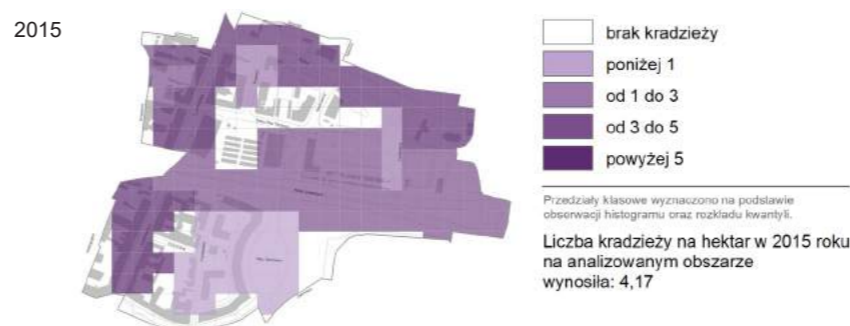 2015
brak kradzieży
poniżej 1
od 1 do 3
od 3 do 5
powyżej 5
Przedziały klasowe wyznaczono na podstawie
obserwacji histogramu oraz rozkładu kwantyli.
Liczba kradzieży na hektar w 2015 roku
na analizowanym obszarze
wynosiła: 4,17